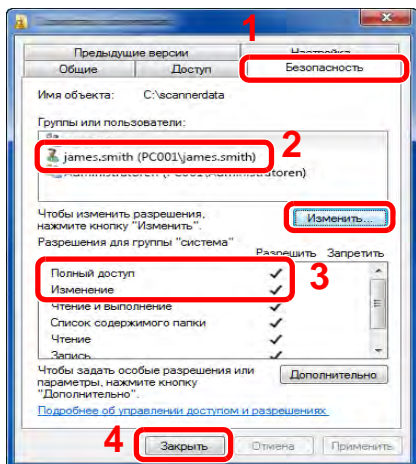 1
Предыдущие версии Настройка
Общие Доступ Безопасность
Имя объекта: C:\scannerdata
Группы или пользователи:
james.smith (PC001\james.smith)
2
Administratoren (PC001\Administratoren)
Чтобы изменить разрешения,
нажмите кнопку "Изменить".
Изменить...
Разрешения для группы "система"
Разрешить Запретить
Полный доступ
3
Изменение
Чтение и выполнение
Список содержимого папки
Чтение
Запись
Чтобы задать особые разрешения или
параметры, нажмите кнопку
"Дополнительно".
Дополнительно
Подробнее об управлении доступом и разрешениях
4
Закрыть Отмена Применить